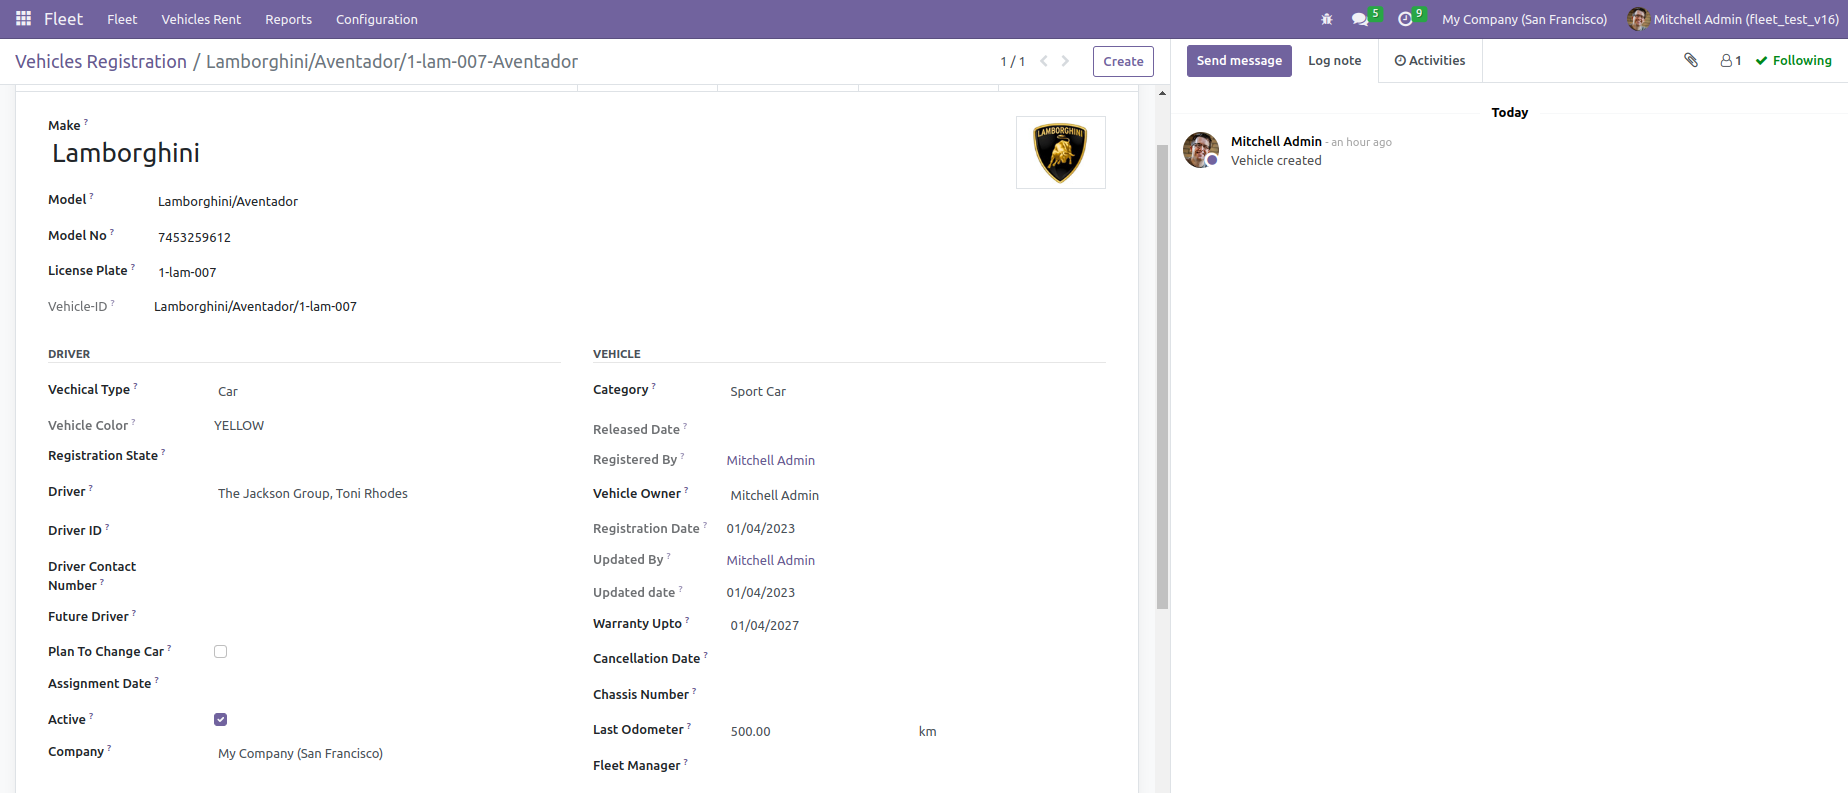 Fleet Fleet Vehicles Rent Reports Configuration 5 9 My Company (San Francisco) Mitchell Admin (fleet_test_v16)
Vehicles Registration / Lamborghini/Aventador/1-lam-007-Aventador 1 / 1 Create
Send message Log note Activities 1 Following
Make ?
Lamborghini
LAMBORGHINI
Model ? Lamborghini/Aventador
Model No ? 7453259612
License Plate ? 1-lam-007
Vehicle-ID ? Lamborghini/Aventador/1-lam-007
DRIVER
Vechical Type ? Car
Vehicle Color ? YELLOW
Registration State ?
Driver ? The Jackson Group, Toni Rhodes
Driver ID ?
Driver Contact
Number ?
Future Driver ?
Plan To Change Car ?
Assignment Date ?
Active ?
Company ? My Company (San Francisco)
VEHICLE
Category ? Sport Car
Released Date ?
Registered By ? Mitchell Admin
Vehicle Owner ? Mitchell Admin
Registration Date ? 01/04/2023
Updated By ? Mitchell Admin
Updated date ? 01/04/2023
Warranty Upto ? 01/04/2027
Cancellation Date ?
Chassis Number ?
Last Odometer ? 500.00 km
Fleet Manager ?
Today
Mitchell Admin - an hour ago
Vehicle created